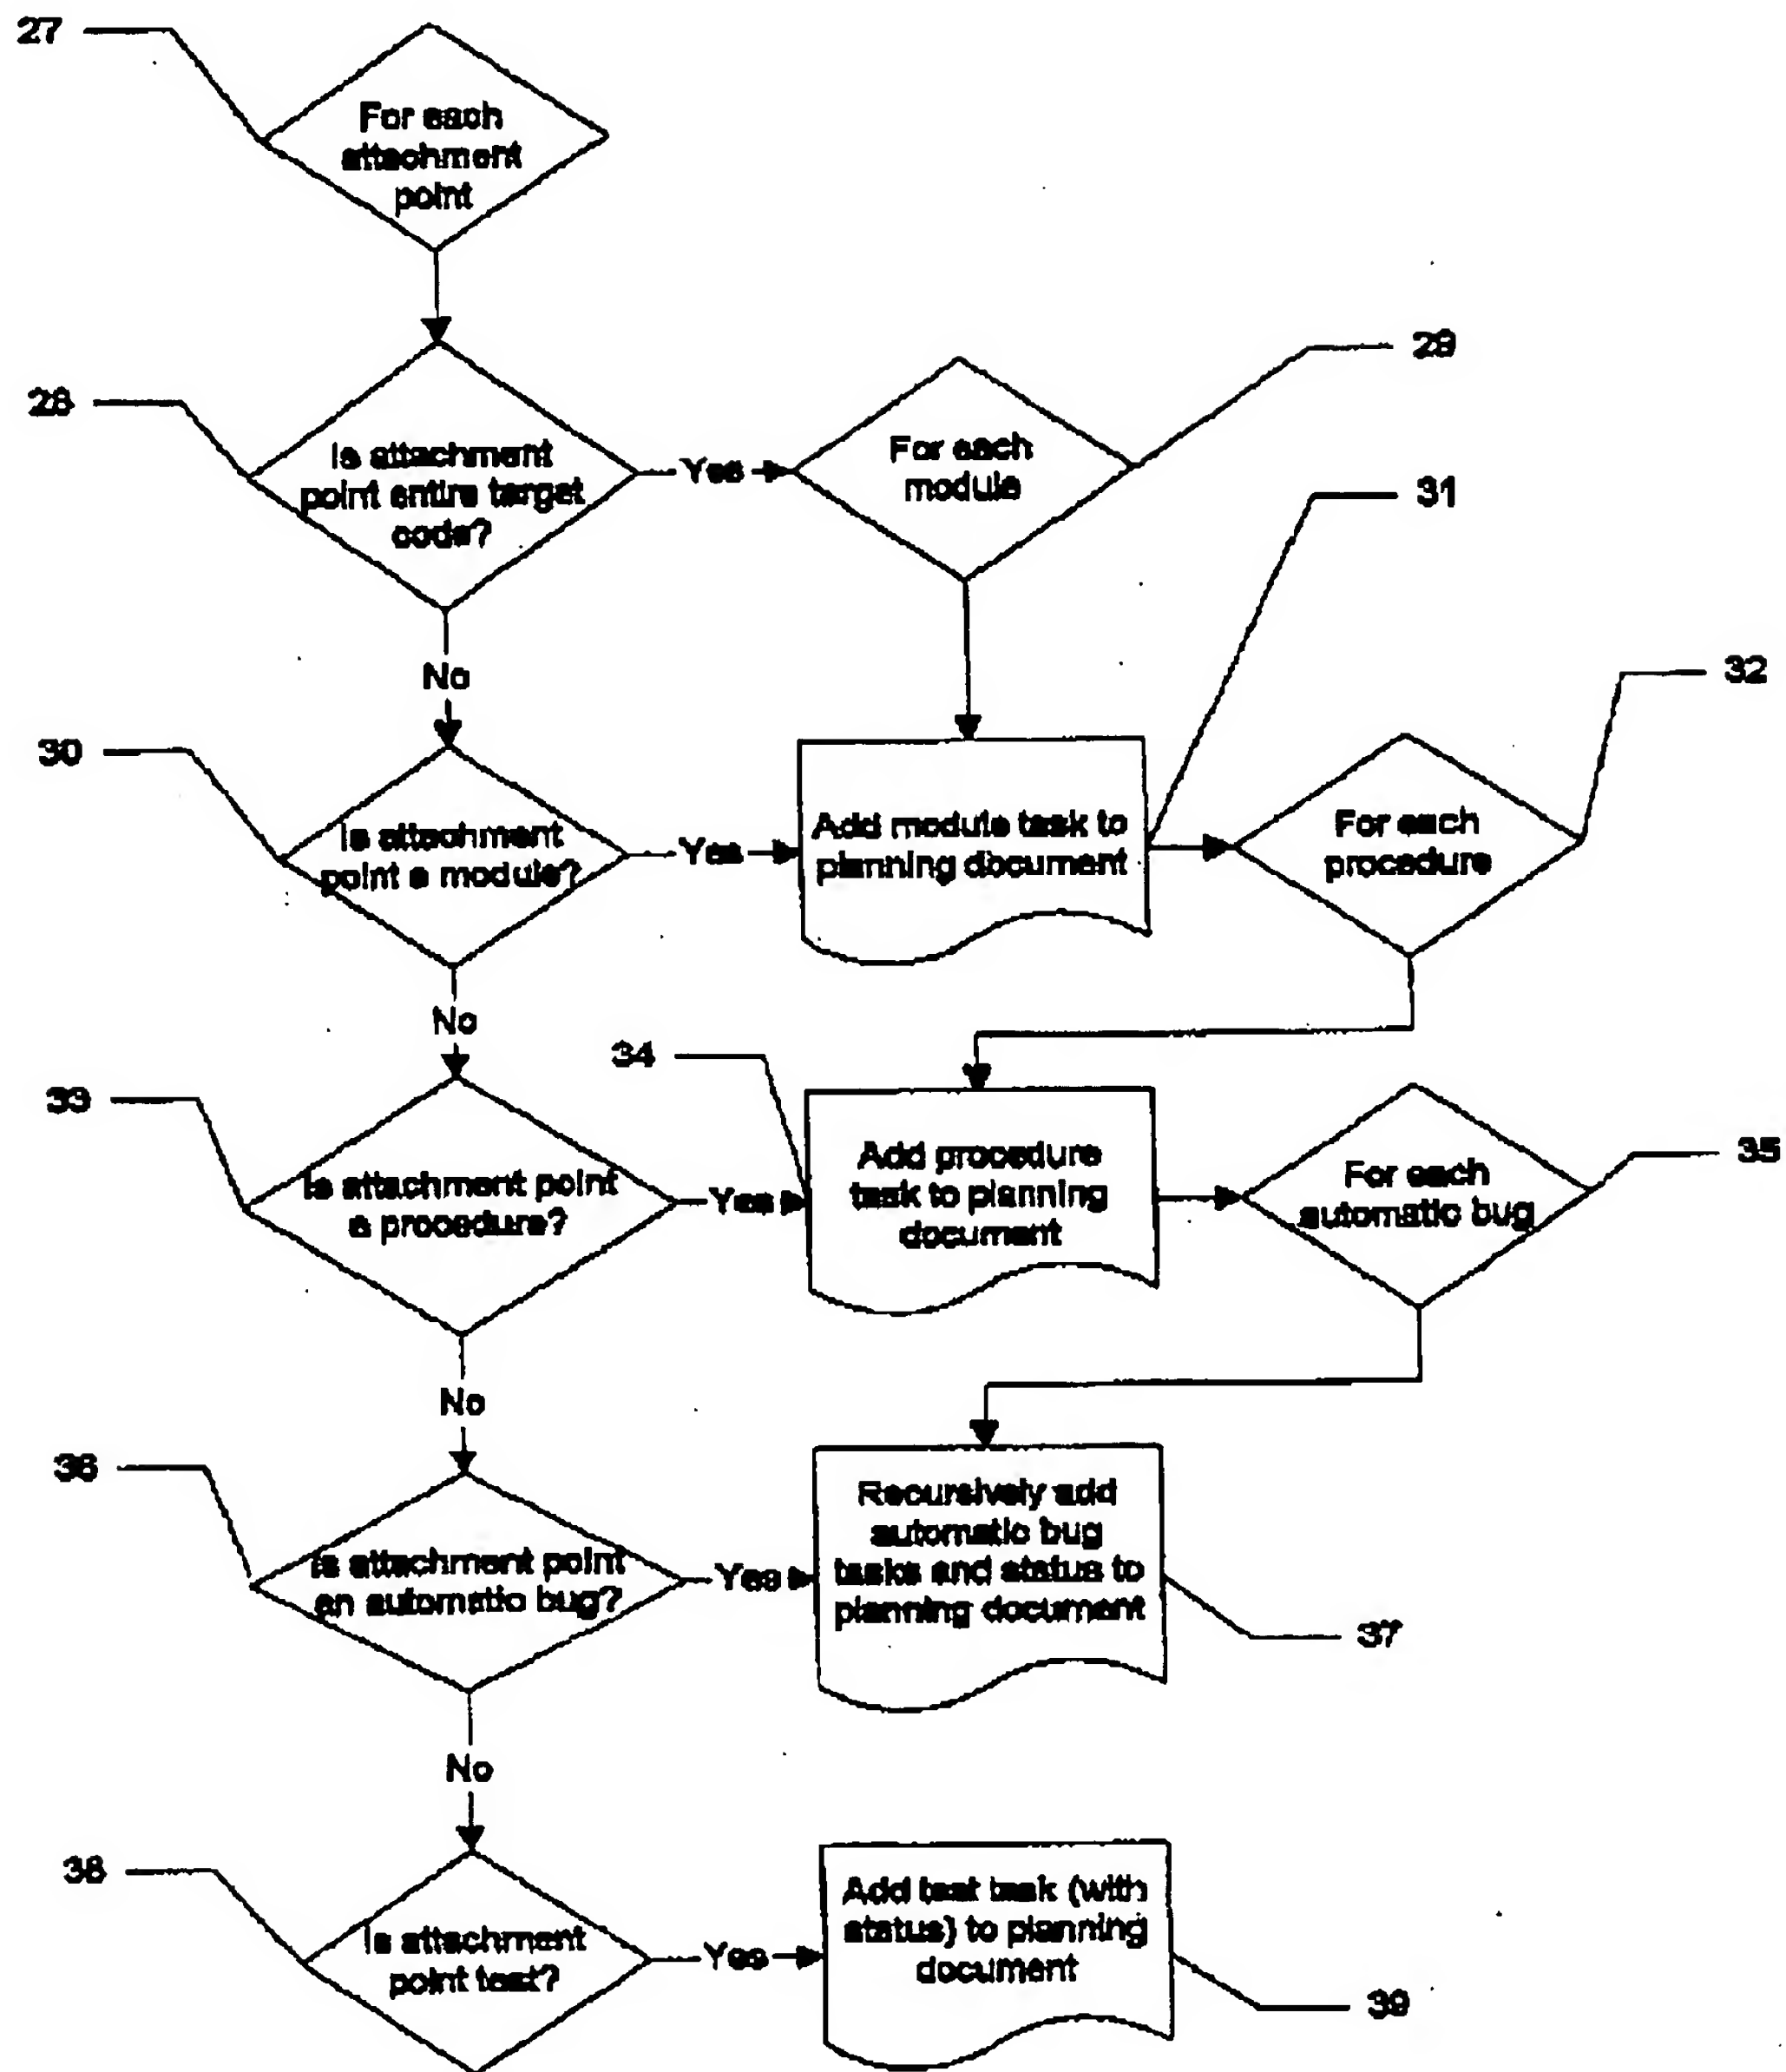 27
For each
attachment
point
28
Is attachment
point entire target
code?
Yes
For each
module
29
31
No
32
30
Is attachment
point a module?
Yes
Add module task to
planning document
For each
procedure
No
34
33
Is attachment point
a procedure?
Yes
Add procedure
task to planning
document
For each
automatic bug
35
No
36
Is attachment point
an automatic bug?
Yes
Recursively add
automatic bug
tasks and status to
planning document
37
No
38
Is attachment
point test?
Yes
Add test task (with
status) to planning
document
39